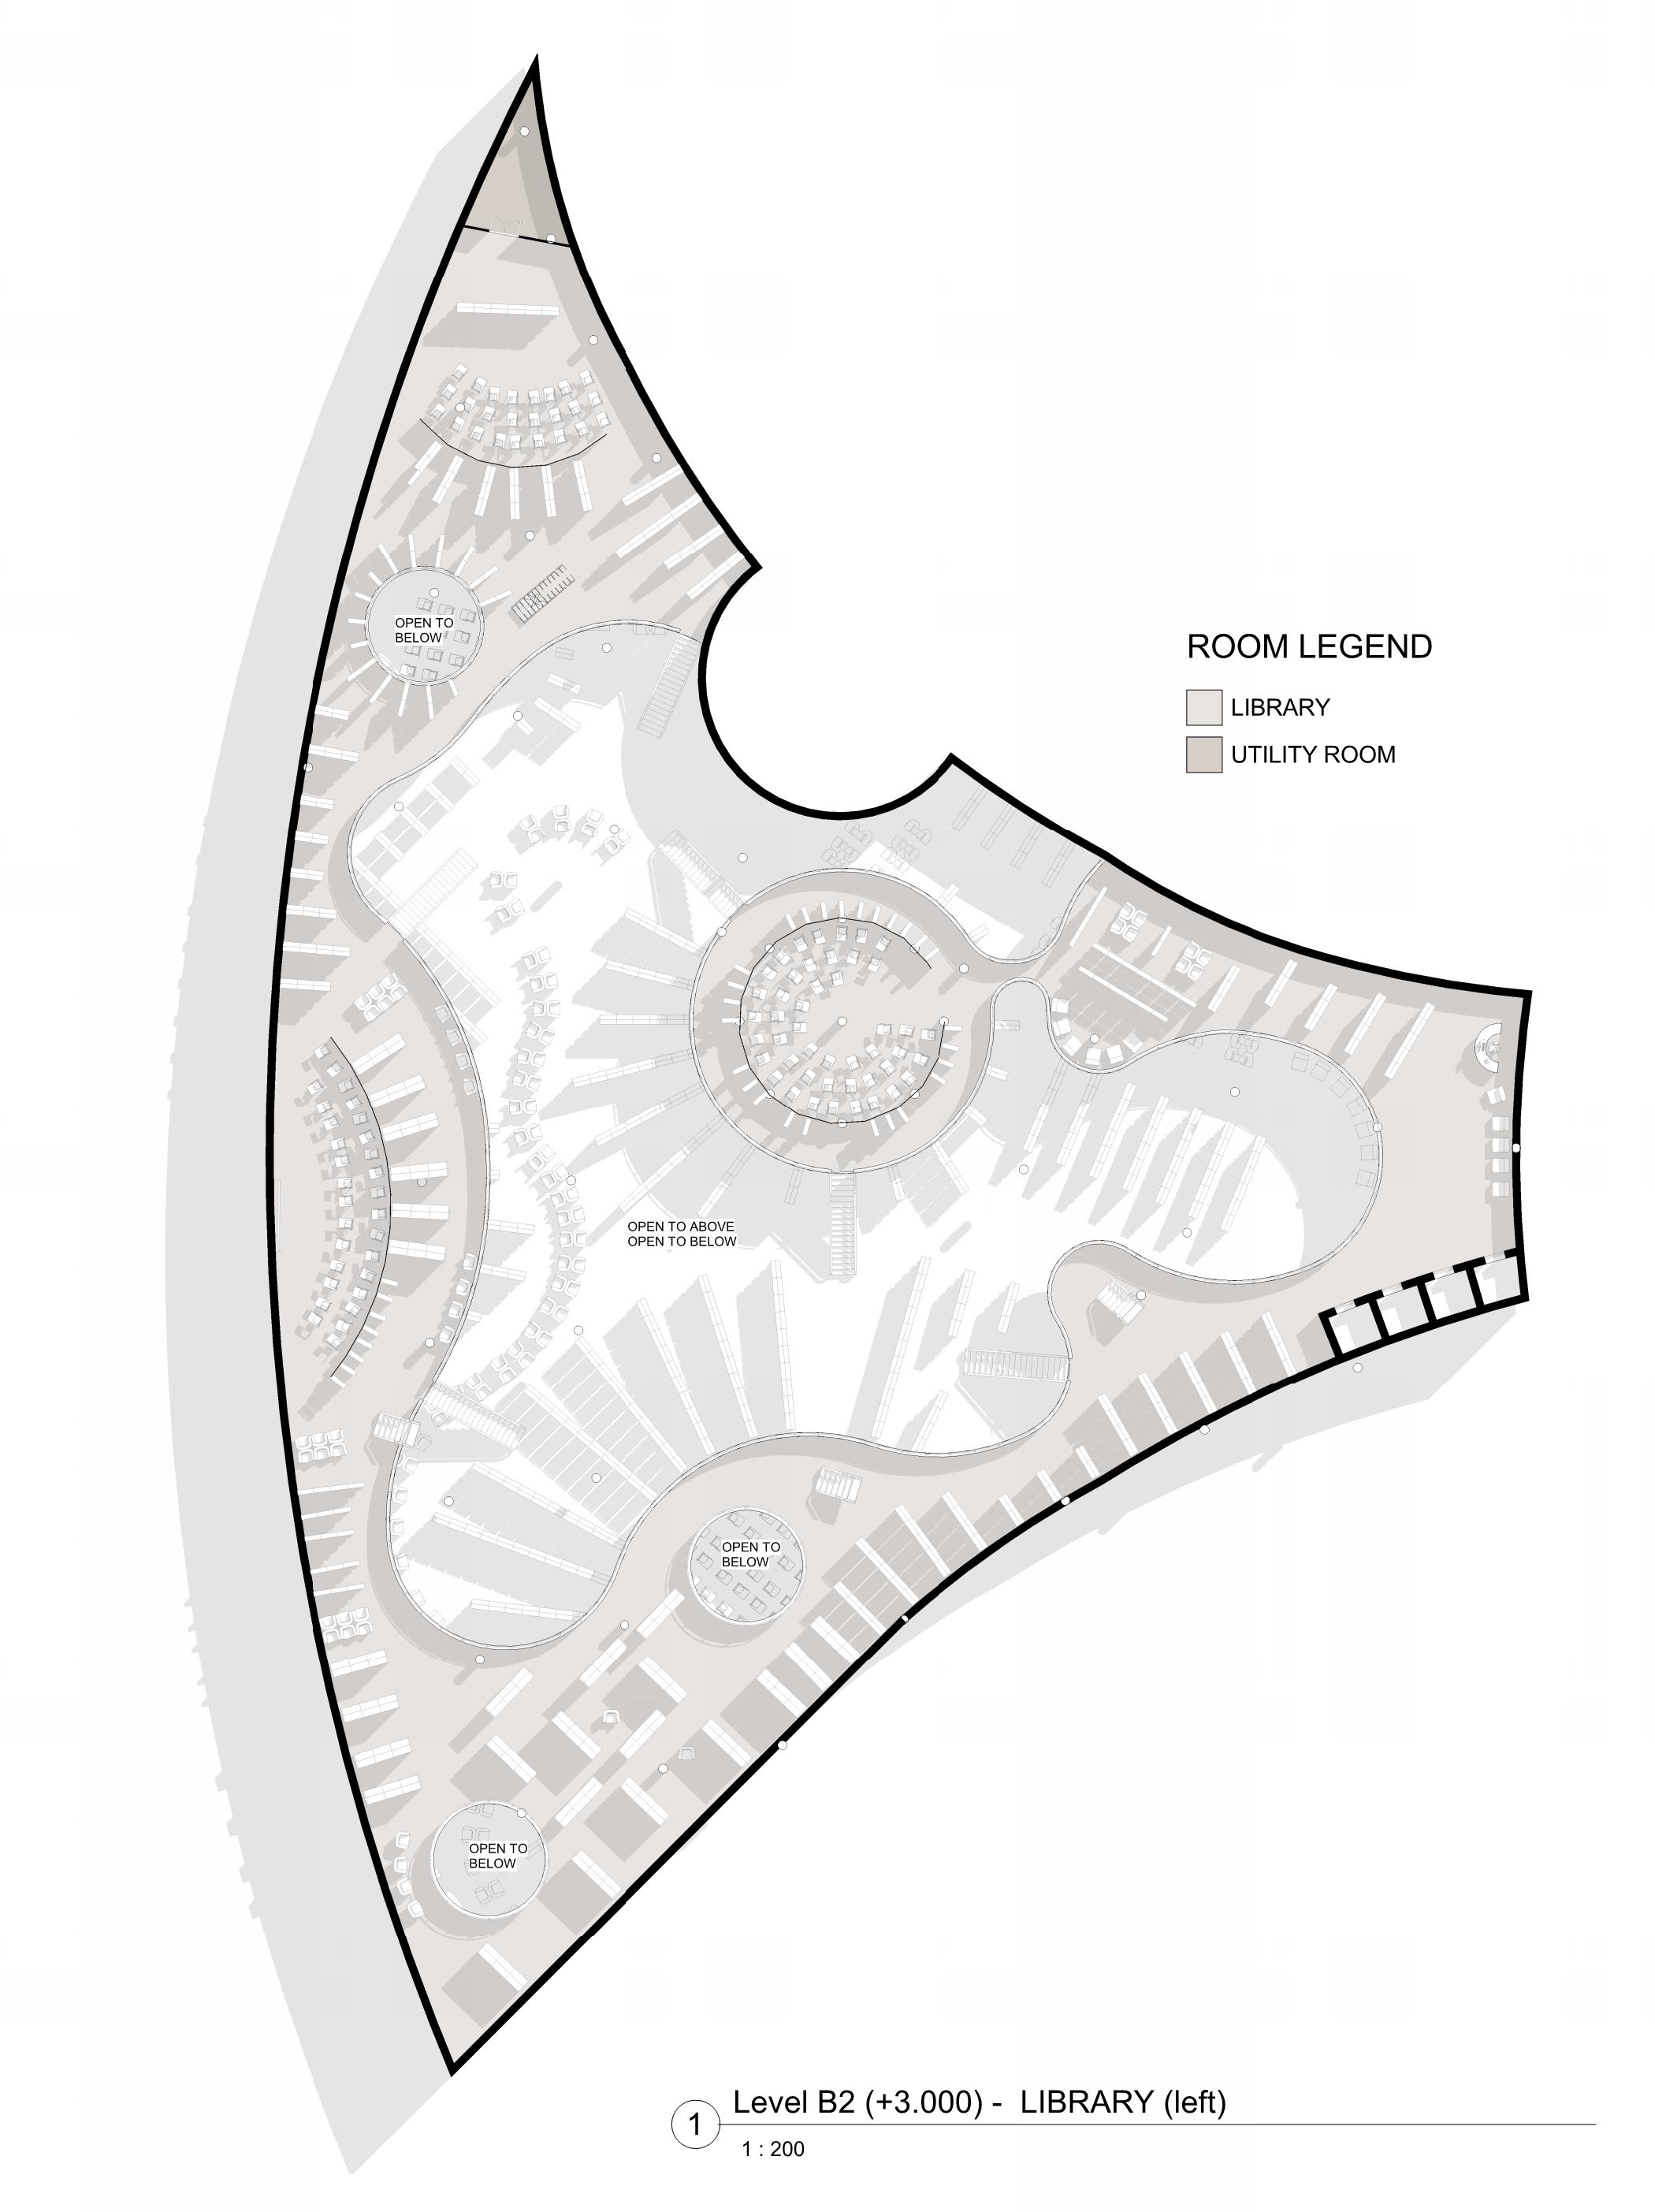 OPEN TO
BELOW
ROOM LEGEND
LIBRARY
UTILITY ROOM
OPEN TO ABOVE
OPEN TO BELOW
OPEN TO
BELOW
OPEN TO
BELOW
1
Level B2 (+3.000) -  LIBRARY (left)
1 : 200